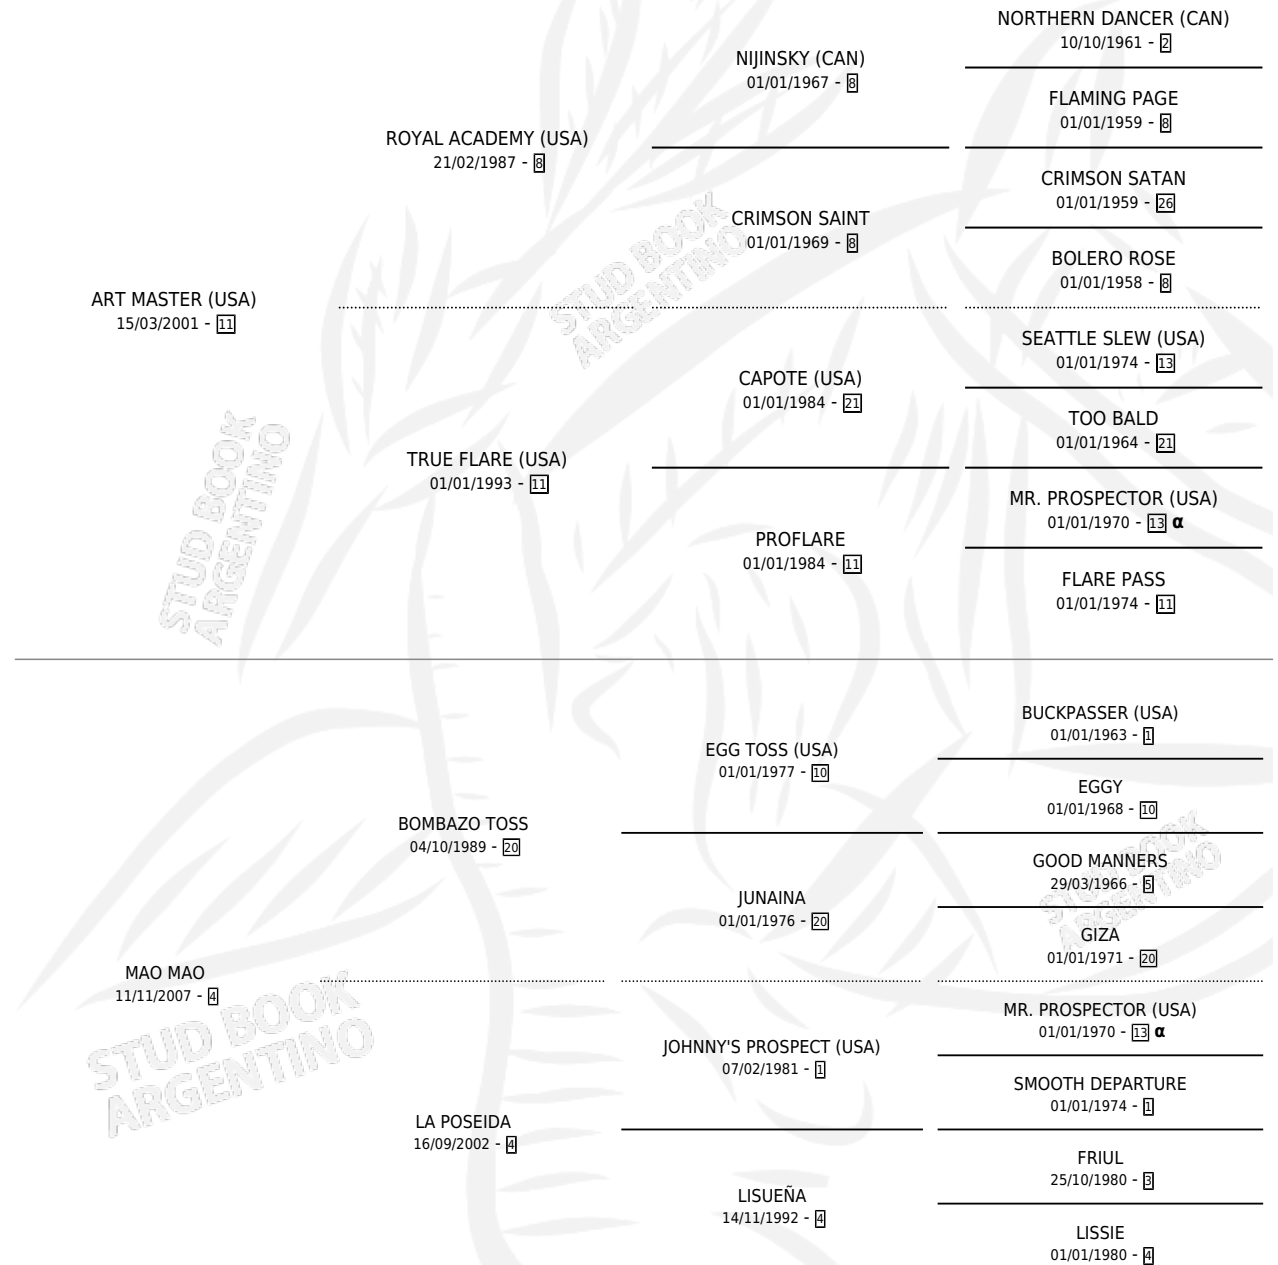 NORTHERN DANCER (CAN)
10/10/1961 - 2
NIJINSKY (CAN)
01/01/1967 - 8
FLAMING PAGE
01/01/1959 - 8
ROYAL ACADEMY (USA)
21/02/1987 - 8
CRIMSON SATAN
01/01/1959 - 26
CRIMSON SAINT
01/01/1969 - 8
BOLERO ROSE
01/01/1958 - 8
ART MASTER (USA)
15/03/2001 - 11
SEATTLE SLEW (USA)
01/01/1974 - 13
CAPOTE (USA)
01/01/1984 - 21
TOO BALD
01/01/1964 - 21
TRUE FLARE (USA)
01/01/1993 - 11
MR. PROSPECTOR (USA)
01/01/1970 - 13 α
PROFLARE
01/01/1984 - 11
FLARE PASS
01/01/1974 - 11
BUCKPASSER (USA)
01/01/1963 - 1
EGG TOSS (USA)
01/01/1977 - 10
EGGY
01/01/1968 - 10
BOMBAZO TOSS
04/10/1989 - 20
GOOD MANNERS
29/03/1966 - 5
JUNAINA
01/01/1976 - 20
GIZA
01/01/1971 - 20
MAO MAO
11/11/2007 - 4
MR. PROSPECTOR (USA)
01/01/1970 - 13 α
JOHNNY'S PROSPECT (USA)
07/02/1981 - 1
SMOOTH DEPARTURE
01/01/1974 - 1
LA POSEIDA
16/09/2002 - 4
FRIUL
25/10/1980 - 3
LISUEÑA
14/11/1992 - 4
LISSIE
01/01/1980 - 4
STUD BOOK
ARGENTINO
STUD BOOK
ARGENTINO
STUD BOOK
ARGENTINO
STUD BOOK
ARGENTINO